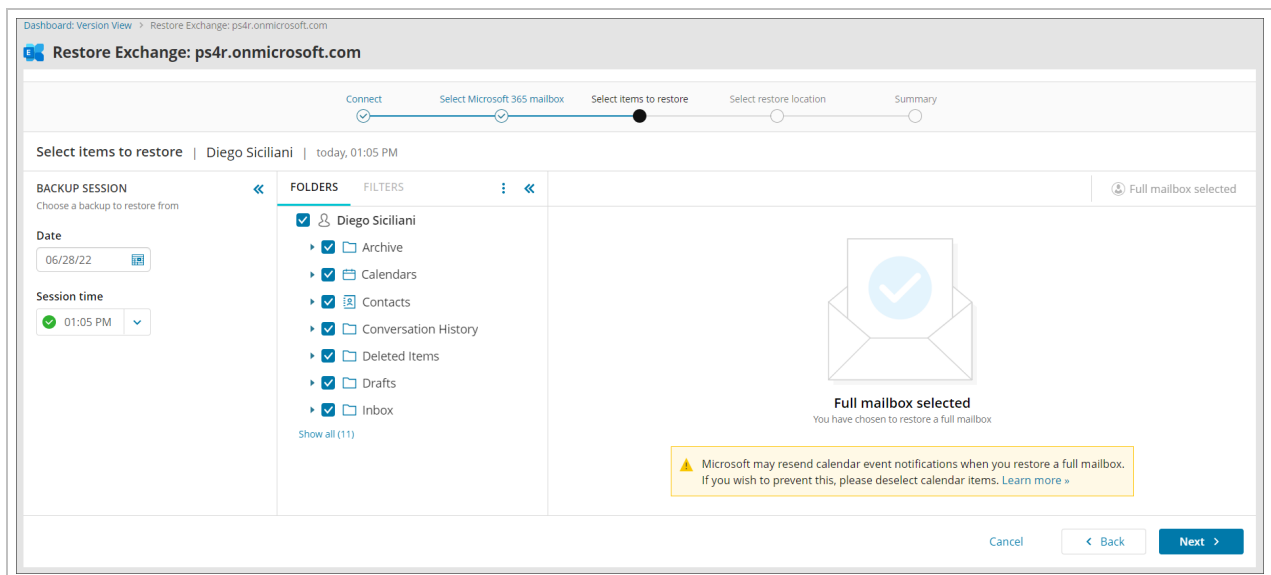 Dashboard: Version View > Restore Exchange: ps4r.onmicrosoft.com
Restore Exchange: ps4r.onmicrosoft.com
Connect
Select Microsoft 365 mailbox
Select items to restore
Select restore location
Summary
Select items to restore | Diego Siciliani | today, 01:05 PM
BACKUP SESSION
Choose a backup to restore from
Date
06/28/22
Session time
01:05 PM
FOLDERS
FILTERS
Diego Siciliani
Archive
Calendars
Contacts
Conversation History
Deleted Items
Drafts
Inbox
Show all (11)
Full mailbox selected
Full mailbox selected
You have chosen to restore a full mailbox
Microsoft may resend calendar event notifications when you restore a full mailbox.
If you wish to prevent this, please deselect calendar items. Learn more »
Cancel
Back
Next